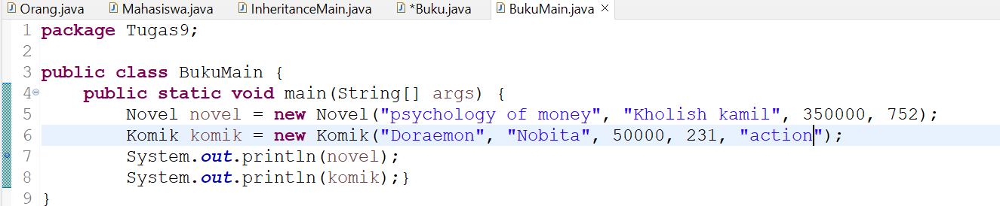 Orang.java Mahasiswa.java InheritanceMain.java *Buku.java BukuMain.java
1 package Tugas9;
2
3 public class BukuMain {
4 public static void main(String[] args) {
5 Novel novel = new Novel("psychology of money", "Kholish kamil", 350000, 752);
6 Komik komik = new Komik("Doraemon", "Nobita", 50000, 231, "action");
7 System.out.println(novel);
8 System.out.println(komik);}
9 }